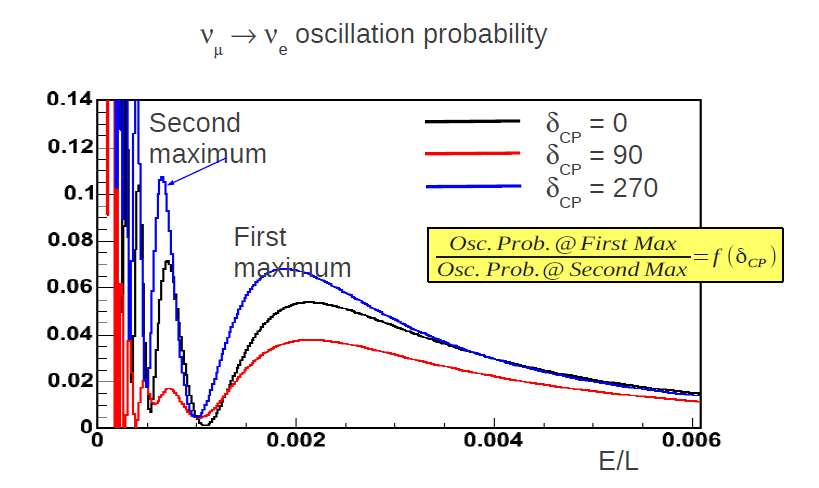 ν_μ → ν_e oscillation probability
0.14
0.12
0.1
0.08
0.06
0.04
0.02
0
Second
maximum
First
maximum
δ_CP = 0
δ_CP = 90
δ_CP = 270
Osc. Prob. @ First Max
Osc. Prob. @ Second Max
= f (δ_CP)
0
0.002
0.004
0.006
E/L